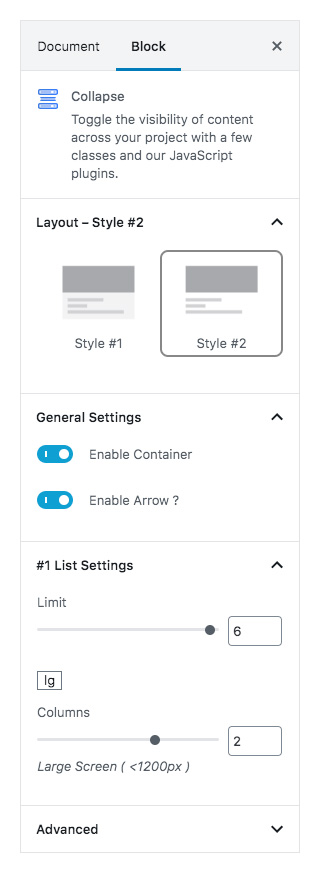 Document Block ×
Collapse
Toggle the visibility of content
across your project with a few
classes and our JavaScript
plugins.
Layout – Style #2
Style #1 Style #2
General Settings
Enable Container
Enable Arrow ?
#1 List Settings
Limit
6
lg
Columns
2
Large Screen ( <1200px )
Advanced